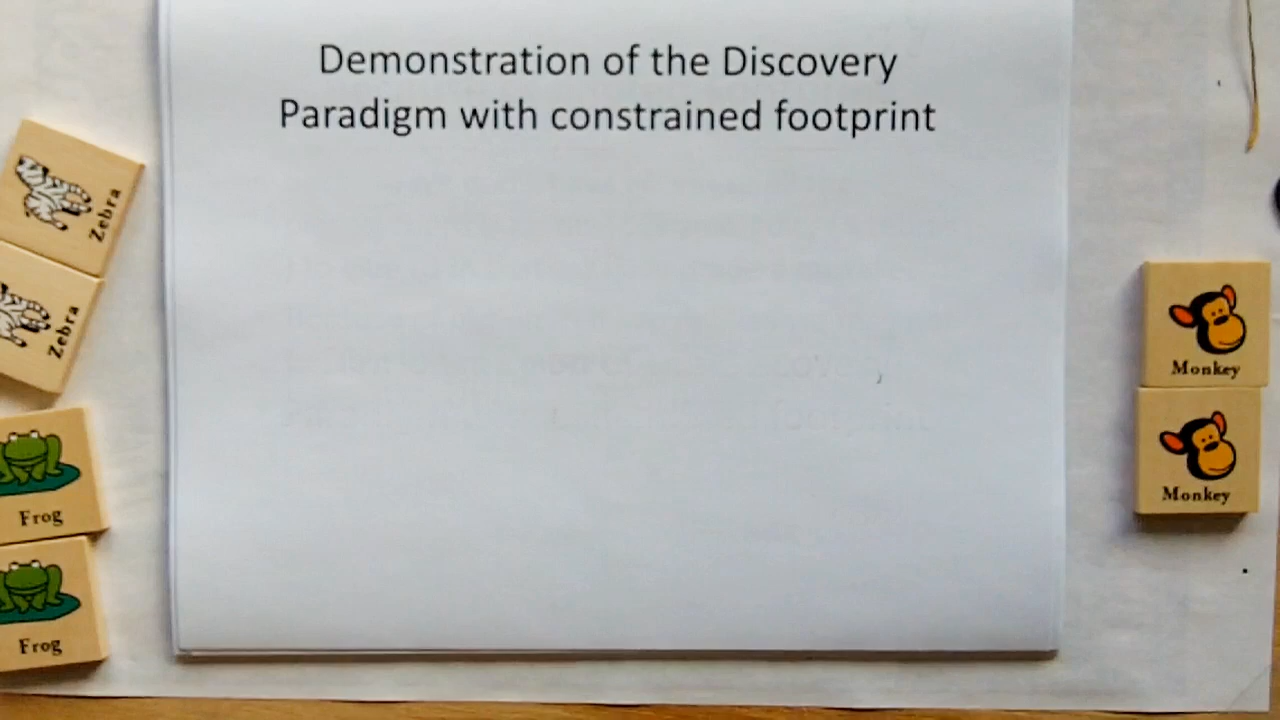 Demonstration of the Discovery
Paradigm with constrained footprint
Zebra
Zebra
Monkey
Monkey
Frog
Frog